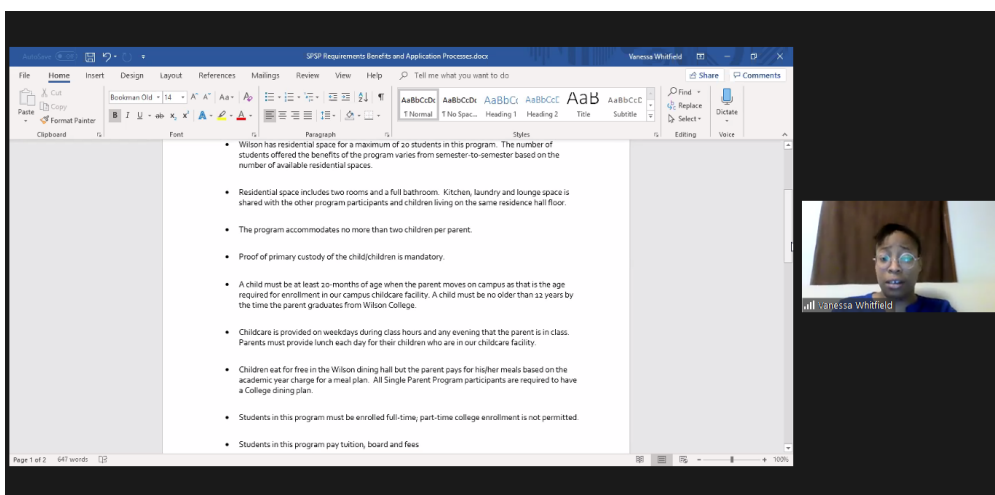 AutoSave Off SPSP Requirements Benefits and Application Processes.docx Vanessa Whitfield
File Home Insert Design Layout References Mailings Review View Help Tell me what you want to do Share Comments
Paste Cut Copy Format Painter
Bookman Old 14 A A Aa A
B I U ab x x A A
AaBbCcDc AaBbCcDc AaBbCc AaBbCcC AaB AaBbCcC
¶ Normal ¶ No Spac... Heading 1 Heading 2 Title Subtitle
Find
Replace
Select
Dictate
Clipboard Font Paragraph Styles Editing Voice
• Wilson has residential space for a maximum of 20 students in this program. The number of
students offered the benefits of the program varies from semester-to-semester based on the
number of available residential spaces.
• Residential space includes two rooms and a full bathroom. Kitchen, laundry and lounge space is
shared with the other program participants and children living on the same residence hall floor.
• The program accommodates no more than two children per parent.
• Proof of primary custody of the child/children is mandatory.
• A child must be at least 20-months of age when the parent moves on campus as that is the age
required for enrollment in our campus childcare facility. A child must be no older than 12 years by
the time the parent graduates from Wilson College.
• Childcare is provided on weekdays during class hours and any evening that the parent is in class.
Parents must provide lunch each day for their children who are in our childcare facility.
• Children eat for free in the Wilson dining hall but the parent pays for his/her meals based on the
academic year charge for a meal plan. All Single Parent Program participants are required to have
a College dining plan.
• Students in this program must be enrolled full-time; part-time college enrollment is not permitted.
• Students in this program pay tuition, board and fees
Page 1 of 2 647 words 100%
Vanessa Whitfield